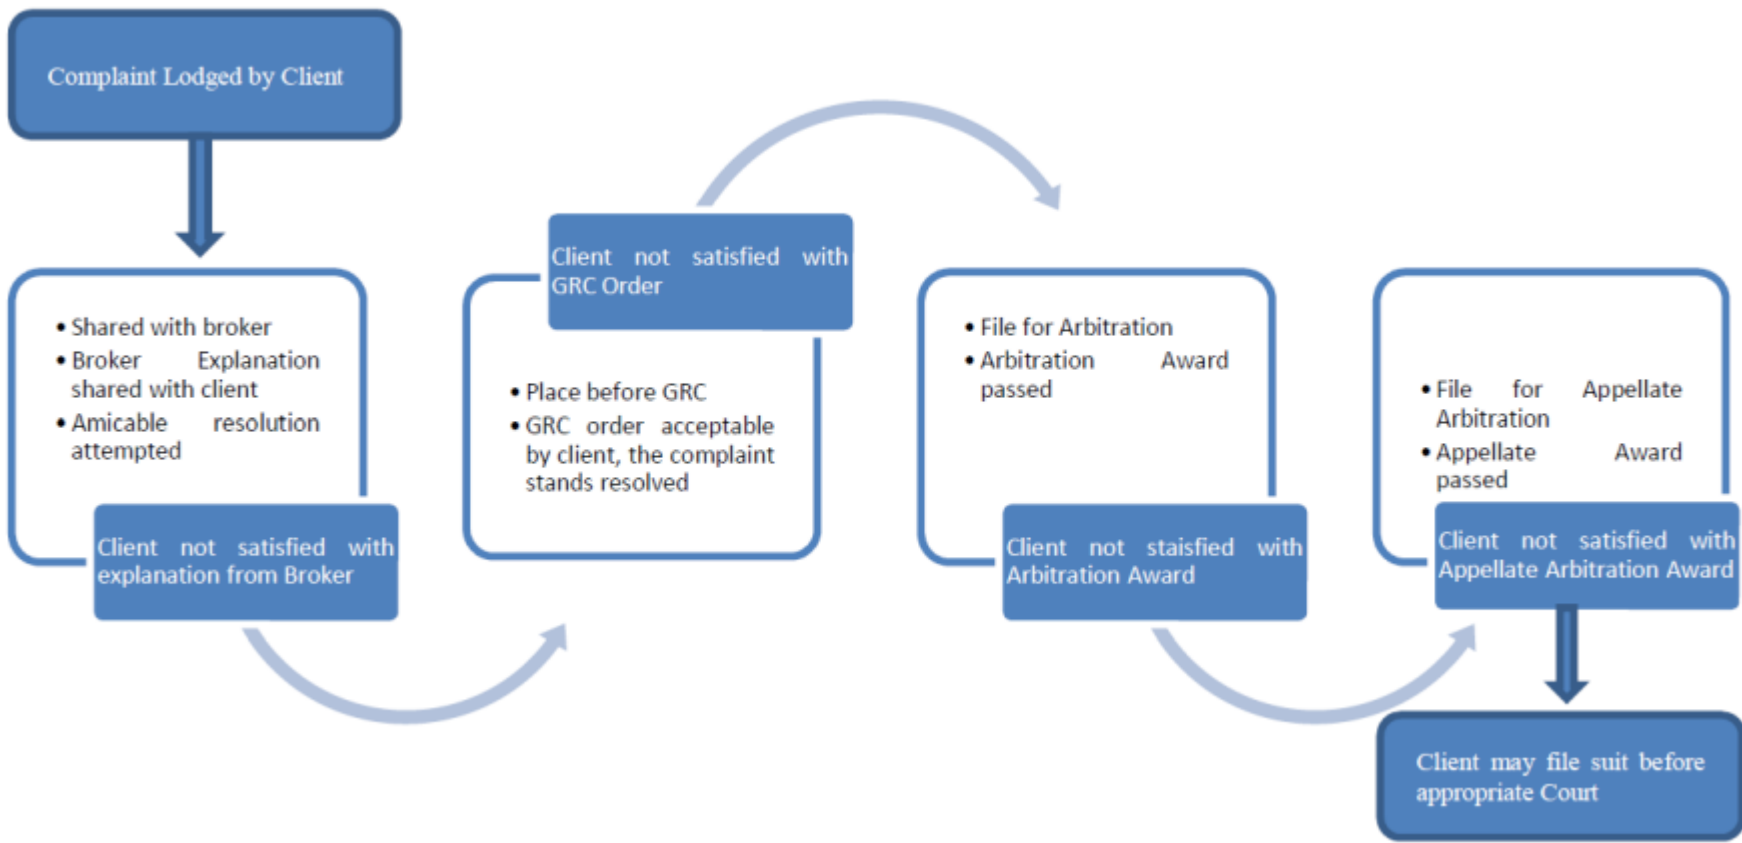 Complaint Lodged by Client
• Shared with broker
• Broker Explanation
shared with client
• Amicable resolution
attempted
Client not satisfied with
explanation from Broker
Client not satisfied with
GRC Order
• Place before GRC
• GRC order acceptable
by client, the complaint
stands resolved
• File for Arbitration
• Arbitration Award
passed
Client not staisfied with
Arbitration Award
• File for Appellate
Arbitration
• Appellate Award
passed
Client not satisfied with
Appellate Arbitration Award
Client may file suit before
appropriate Court